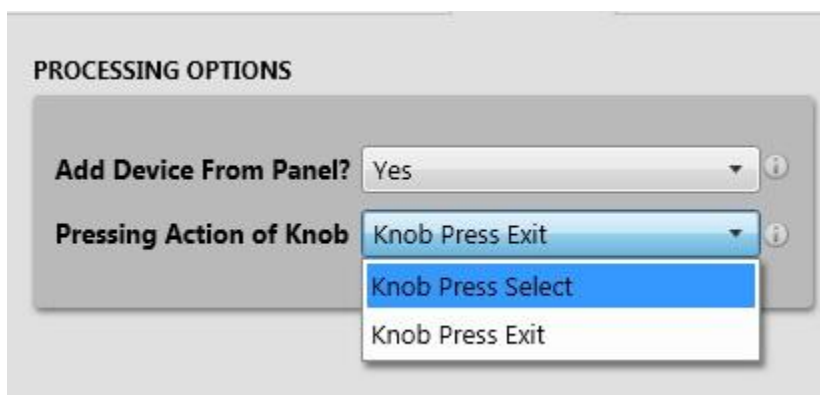 PROCESSING OPTIONS
Add Device From Panel? Yes
Pressing Action of Knob Knob Press Exit
Knob Press Select
Knob Press Exit